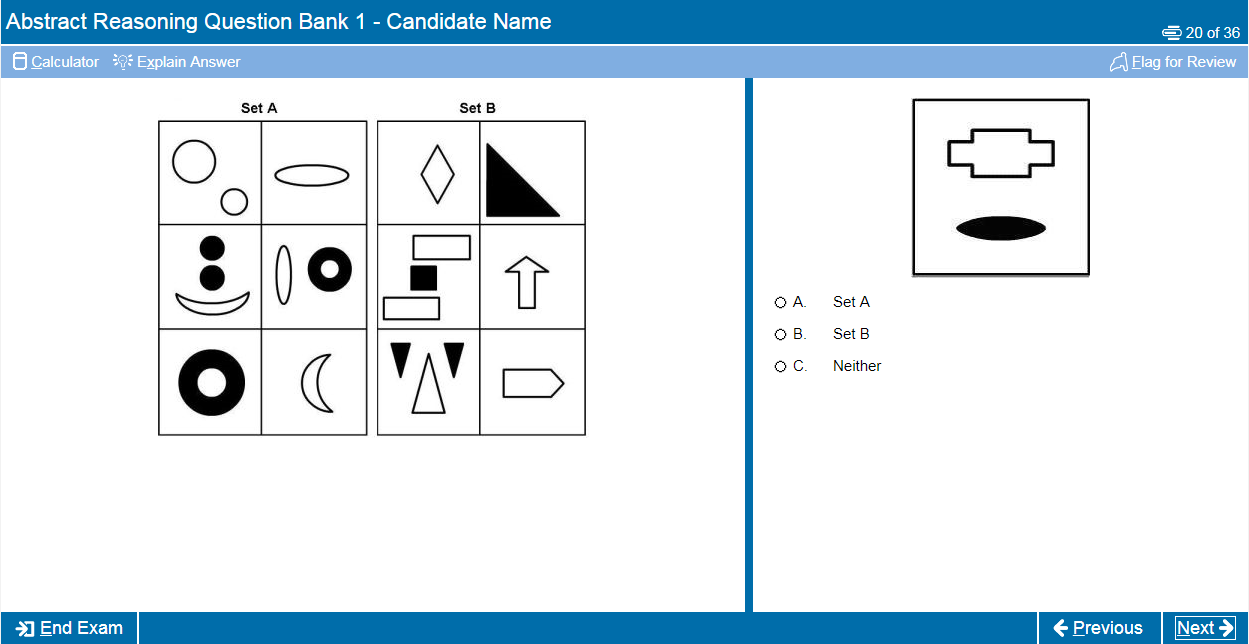 Abstract Reasoning Question Bank 1 - Candidate Name
20 of 36
Calculator Explain Answer
Flag for Review
Set A Set B
A. Set A
B. Set B
C. Neither
End Exam
Previous
Next